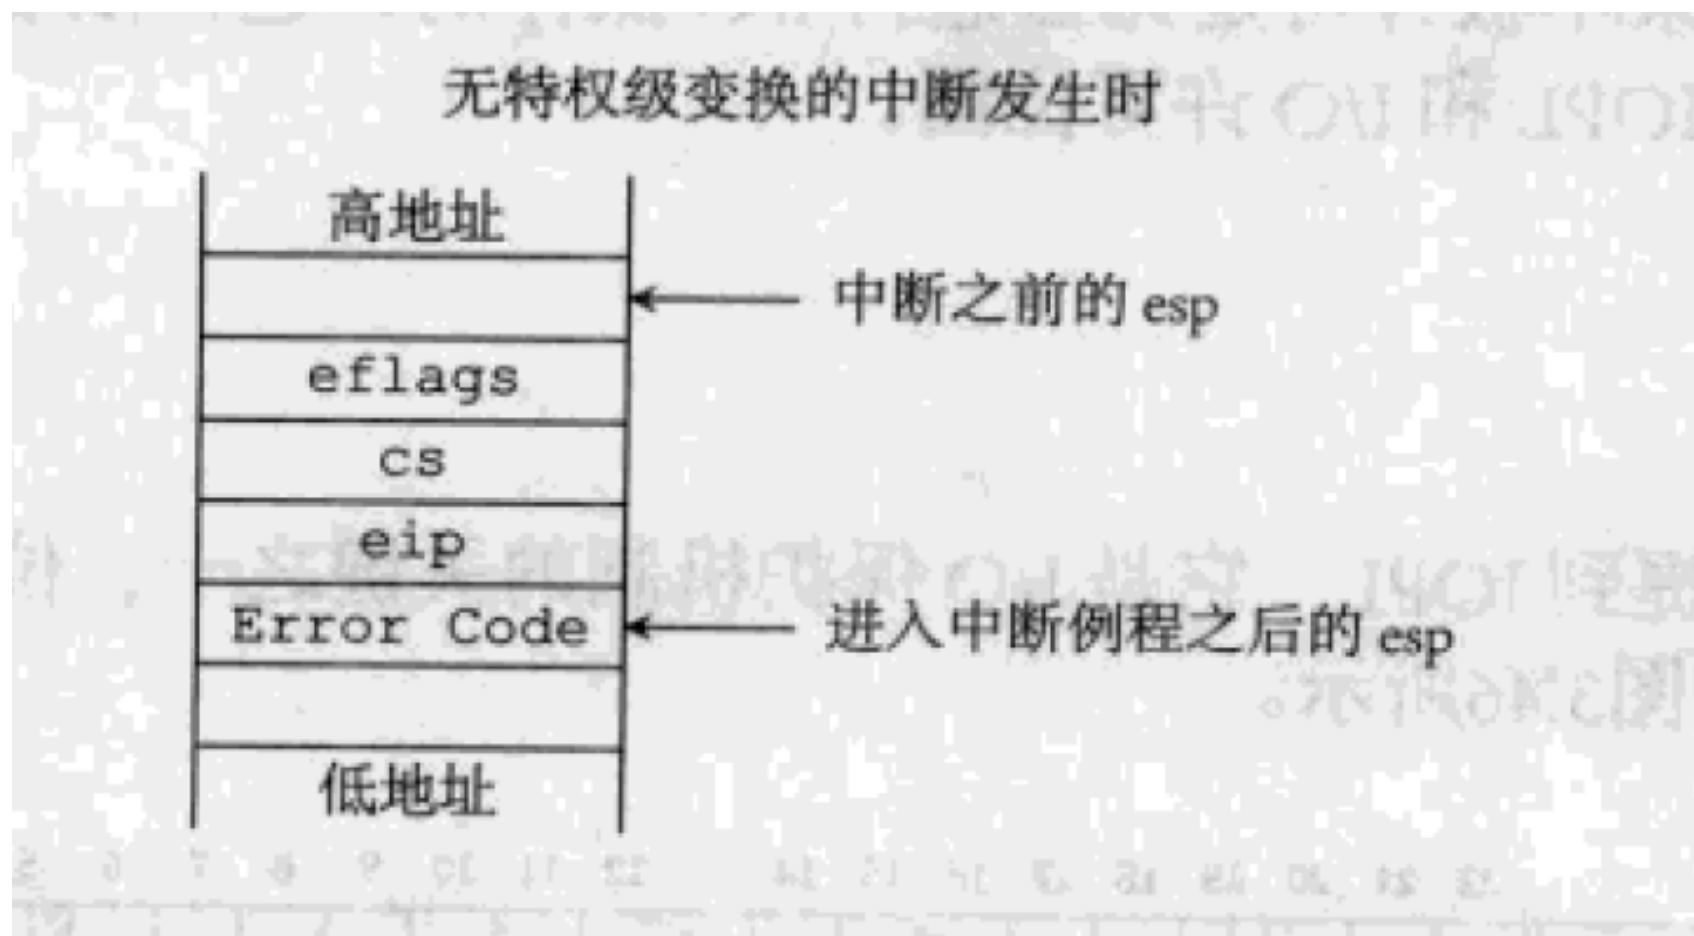 无特权级变换的中断发生时
高地址
中断之前的 esp
eflags
cs
eip
Error Code
进入中断例程之后的 esp
低地址